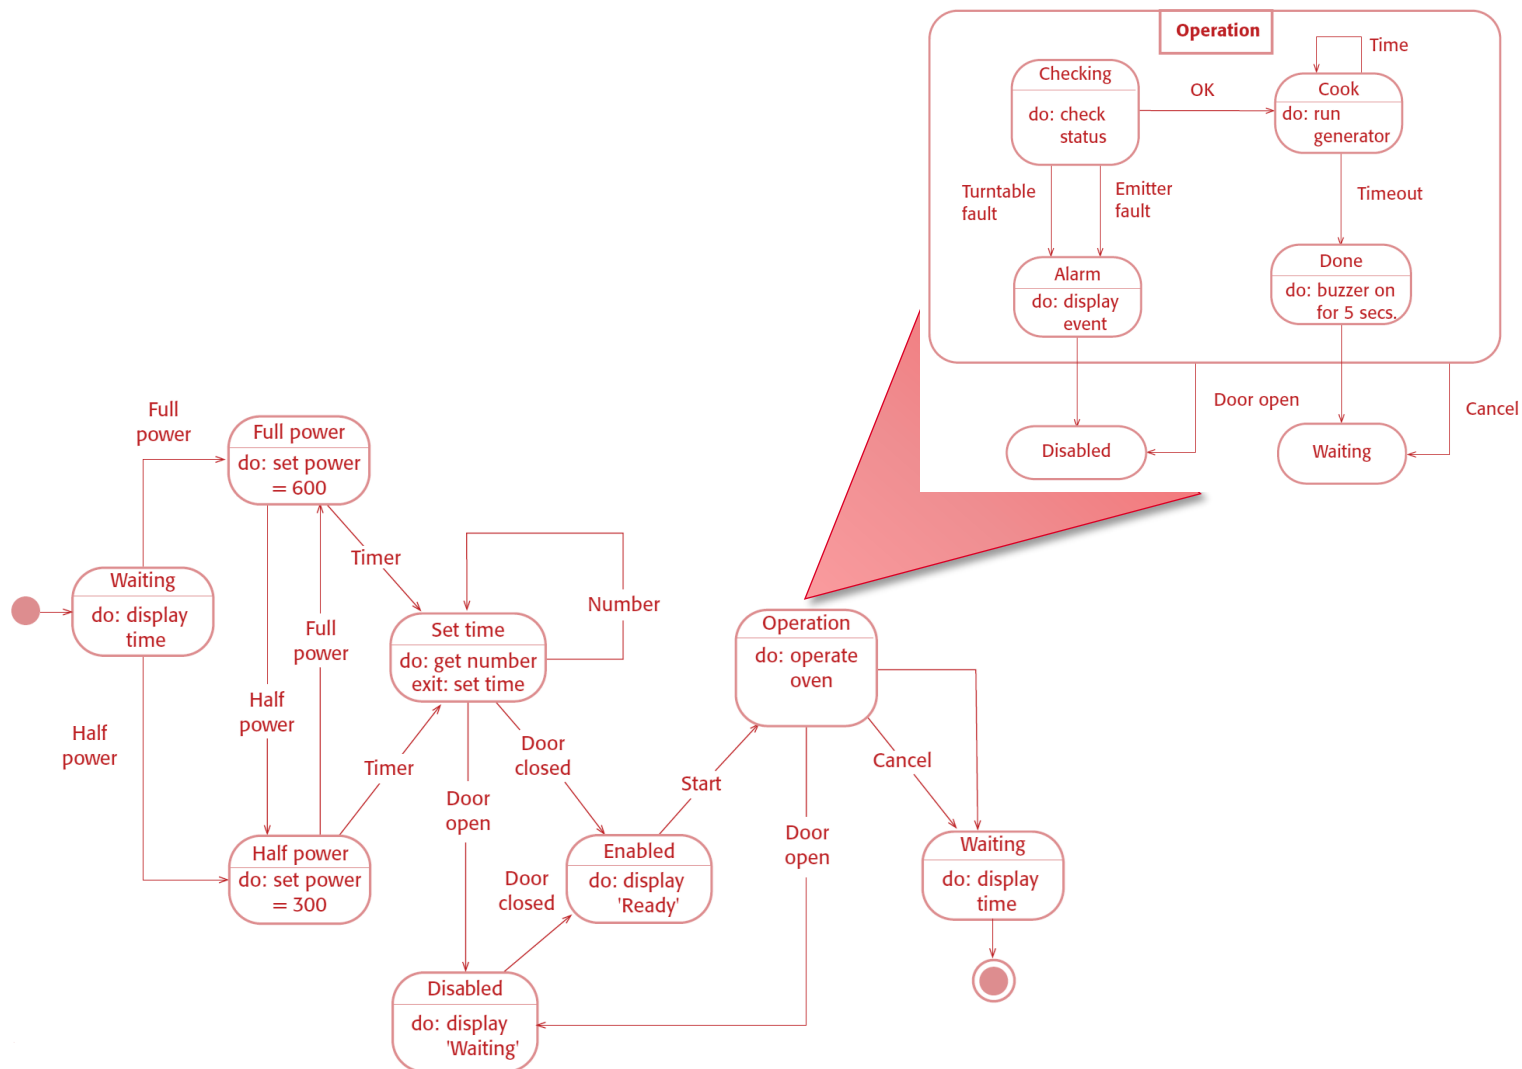 Operation
Time
Checking
do: check
status
OK
Cook
do: run
generator
Turntable
fault
Emitter
fault
Timeout
Alarm
do: display
event
Done
do: buzzer on
for 5 secs.
Door open
Cancel
Disabled
Waiting
Full
power
Full power
do: set power
= 600
Timer
Waiting
do: display
time
Full
power
Number
Set time
do: get number
exit: set time
Operation
do: operate
oven
Half
power
Half
power
Timer
Door
closed
Door
open
Start
Cancel
Door
open
Half power
do: set power
= 300
Enabled
do: display
'Ready'
Door
closed
Waiting
do: display
time
Disabled
do: display
'Waiting'